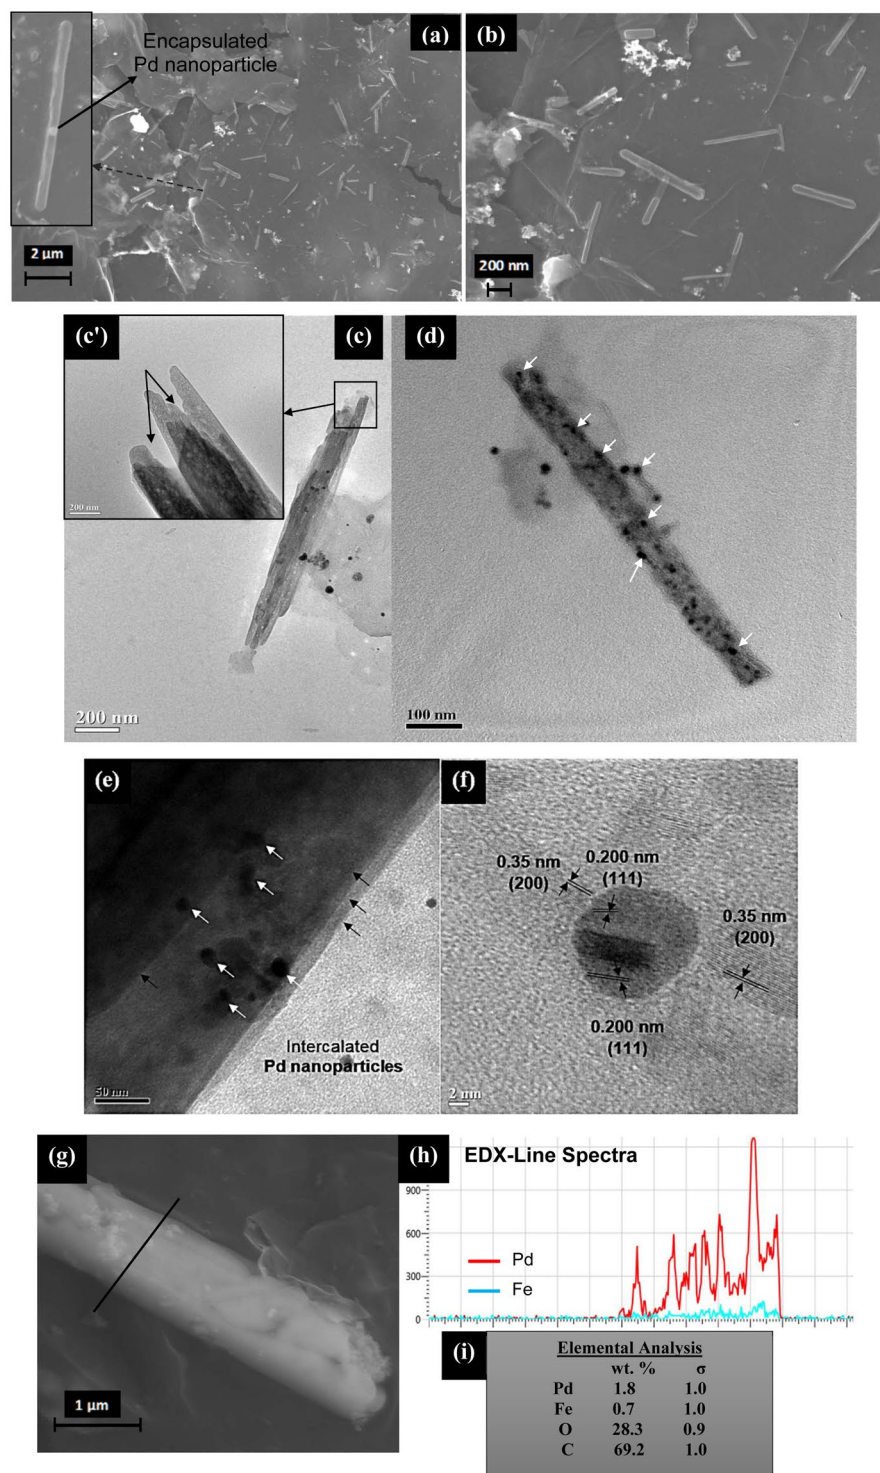 Encapsulated
Pd nanoparticle
(a)
2 µm
(b)
200 nm
(c')
200 nm
(c)
200 nm
(d)
100 nm
(e)
Intercalated
Pd nanoparticles
50 nm
(f)
0.35 nm
(200)
0.200 nm
(111)
0.35 nm
(200)
0.200 nm
(111)
2 nm
(g)
1 µm
(h)
EDX-Line Spectra
900
600
300
0
Pd
Fe
(i)
Elemental Analysis
wt. % σ
Pd 1.8 1.0
Fe 0.7 1.0
O 28.3 0.9
C 69.2 1.0